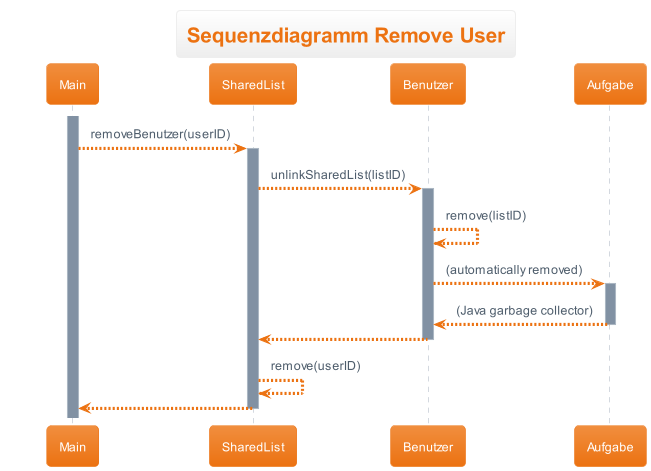 Sequenzdiagramm Remove User
Main
SharedList
Benutzer
Aufgabe
removeBenutzer(userID)
unlinkSharedList(listID)
remove(listID)
(automatically removed)
(Java garbage collector)
remove(userID)
Main
SharedList
Benutzer
Aufgabe